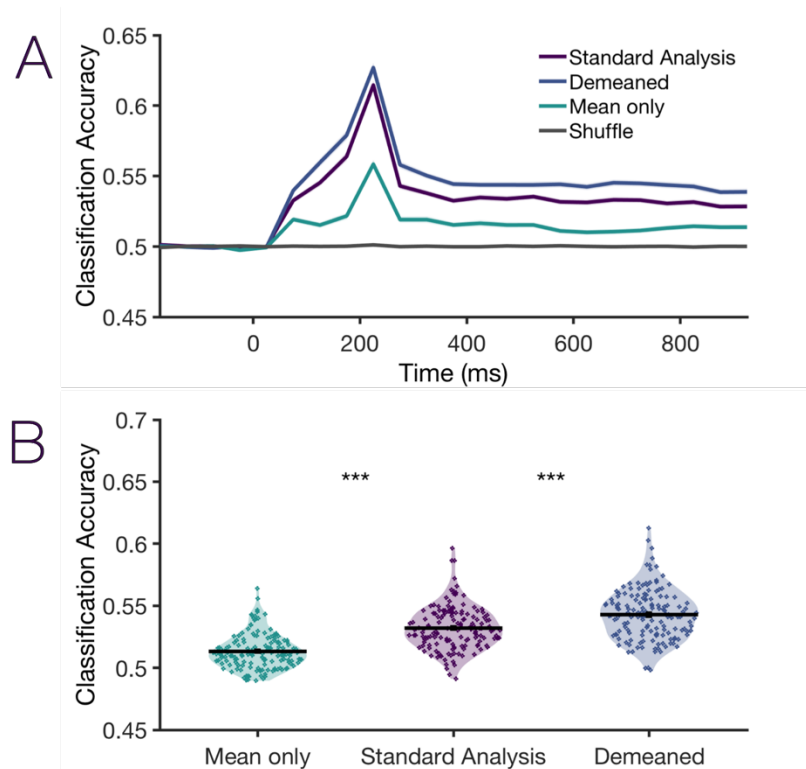 A
0.65
0.6
0.55
0.5
0.45
Classification Accuracy
Standard Analysis
Demeaned
Mean only
Shuffle
0 200 400 600 800
Time (ms)
B
0.7
0.65
0.6
0.55
0.5
0.45
Classification Accuracy
*** ***
Mean only Standard Analysis Demeaned